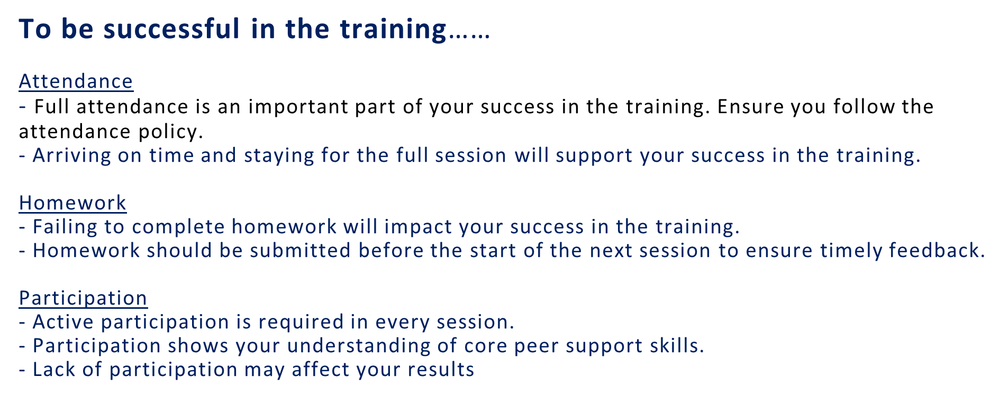 To be successful in the training……
Attendance
- Full attendance is an important part of your success in the training. Ensure you follow the
attendance policy.
- Arriving on time and staying for the full session will support your success in the training.
Homework
- Failing to complete homework will impact your success in the training.
- Homework should be submitted before the start of the next session to ensure timely feedback.
Participation
- Active participation is required in every session.
- Participation shows your understanding of core peer support skills.
- Lack of participation may affect your results